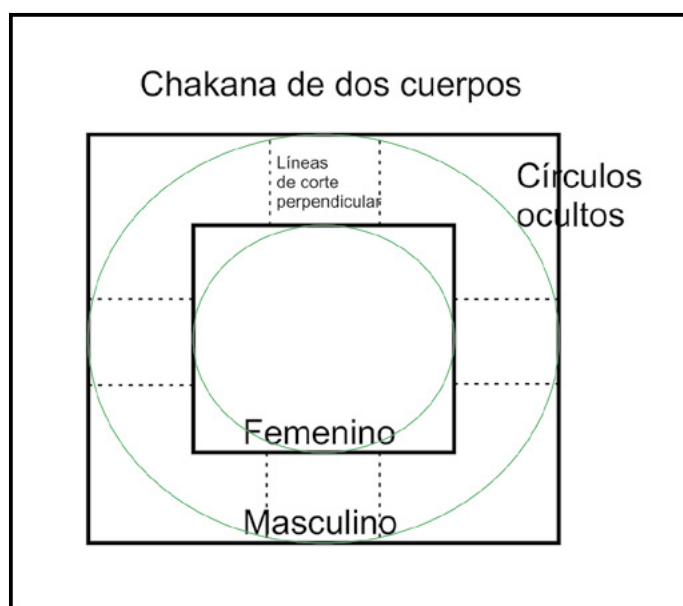 Chakana de dos cuerpos
Líneas
de corte
perpendicular
Círculos
ocultos
Femenino
Masculino